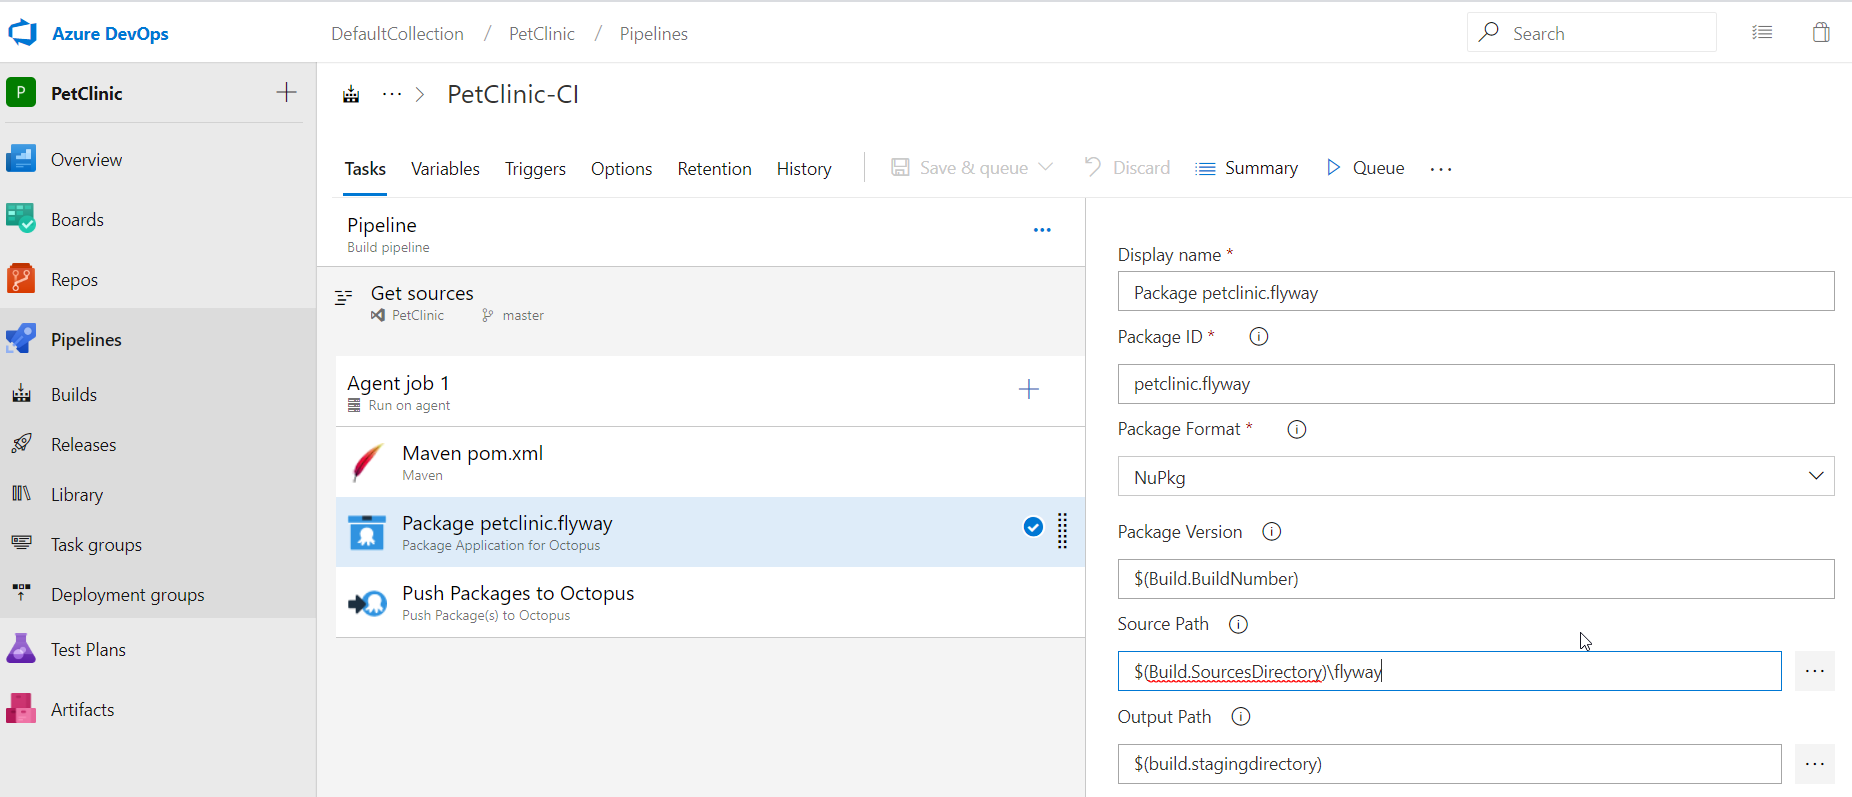 Azure DevOps
DefaultCollection / PetClinic / Pipelines
Search
P PetClinic
Overview
Boards
Repos
Pipelines
Builds
Releases
Library
Task groups
Deployment groups
Test Plans
Artifacts
··· > PetClinic-CI
Tasks Variables Triggers Options Retention History Save & queue Discard Summary Queue ···
Pipeline
Build pipeline
Get sources
PetClinic master
Agent job 1
Run on agent
Maven pom.xml
Maven
Package petclinic.flyway
Package Application for Octopus
Push Packages to Octopus
Push Package(s) to Octopus
Display name *
Package petclinic.flyway
Package ID *
petclinic.flyway
Package Format *
NuPkg
Package Version
$(Build.BuildNumber)
Source Path
$(Build.SourcesDirectory)\flyway
Output Path
$(build.stagingdirectory)